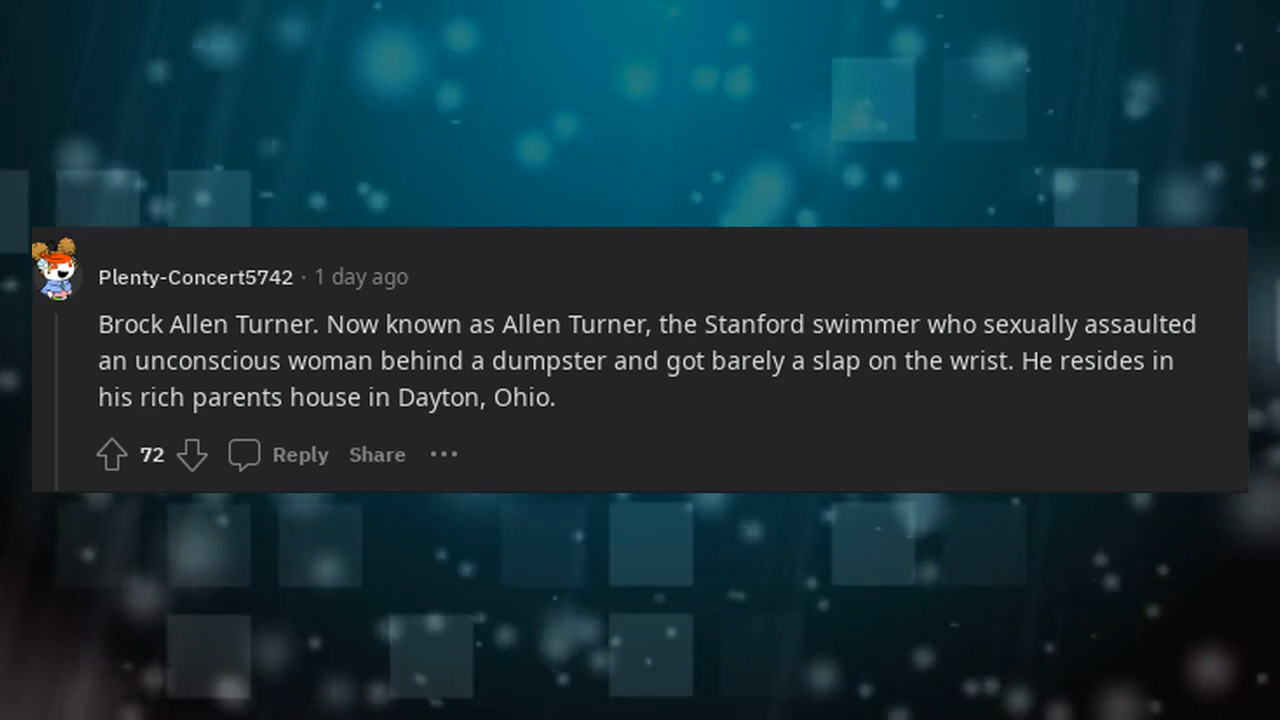 Plenty-Concert5742 · 1 day ago
Brock Allen Turner. Now known as Allen Turner, the Stanford swimmer who sexually assaulted
an unconscious woman behind a dumpster and got barely a slap on the wrist. He resides in
his rich parents house in Dayton, Ohio.
72 Reply Share •••